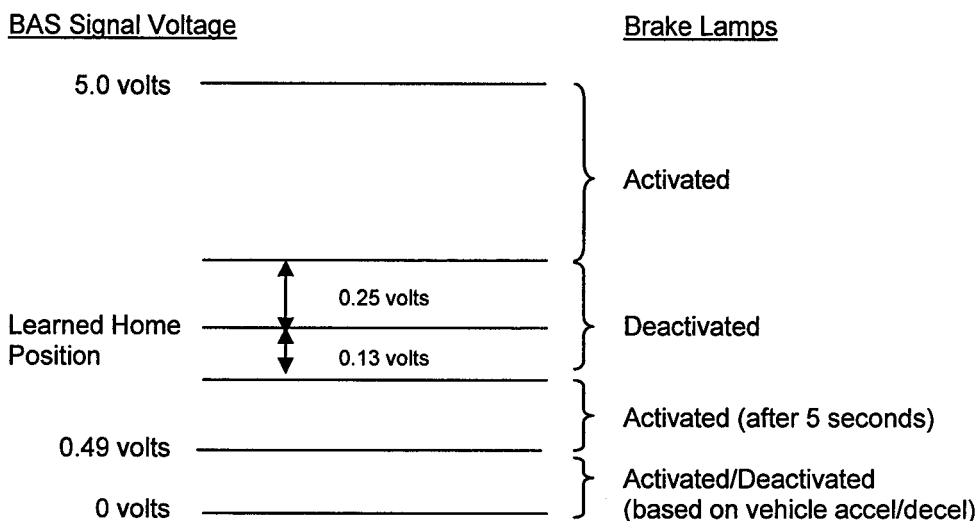 BAS Signal Voltage
Brake Lamps
5.0 volts
Activated
0.25 volts
Learned Home
Position
Deactivated
0.13 volts
Activated (after 5 seconds)
0.49 volts
Activated/Deactivated
(based on vehicle accel/decel)
0 volts